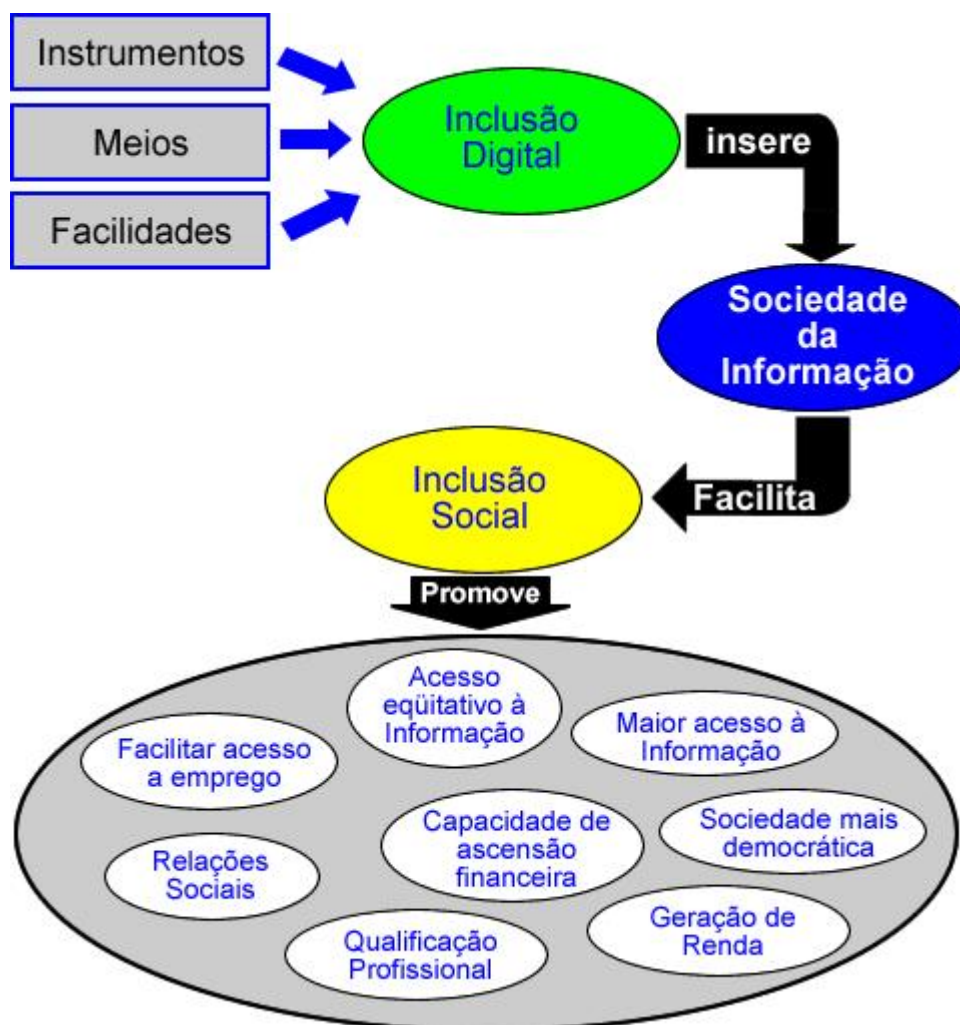 Instrumentos
Meios
Facilidades
Inclusão
Digital
insere
Sociedade
da
Informação
Facilita
Inclusão
Social
Promove
Acesso
eqüitativo à
Informação
Maior acesso à
Informação
Facilitar acesso
a emprego
Capacidade de
ascensão
financeira
Sociedade mais
democrática
Relações
Sociais
Geração de
Renda
Qualificação
Profissional